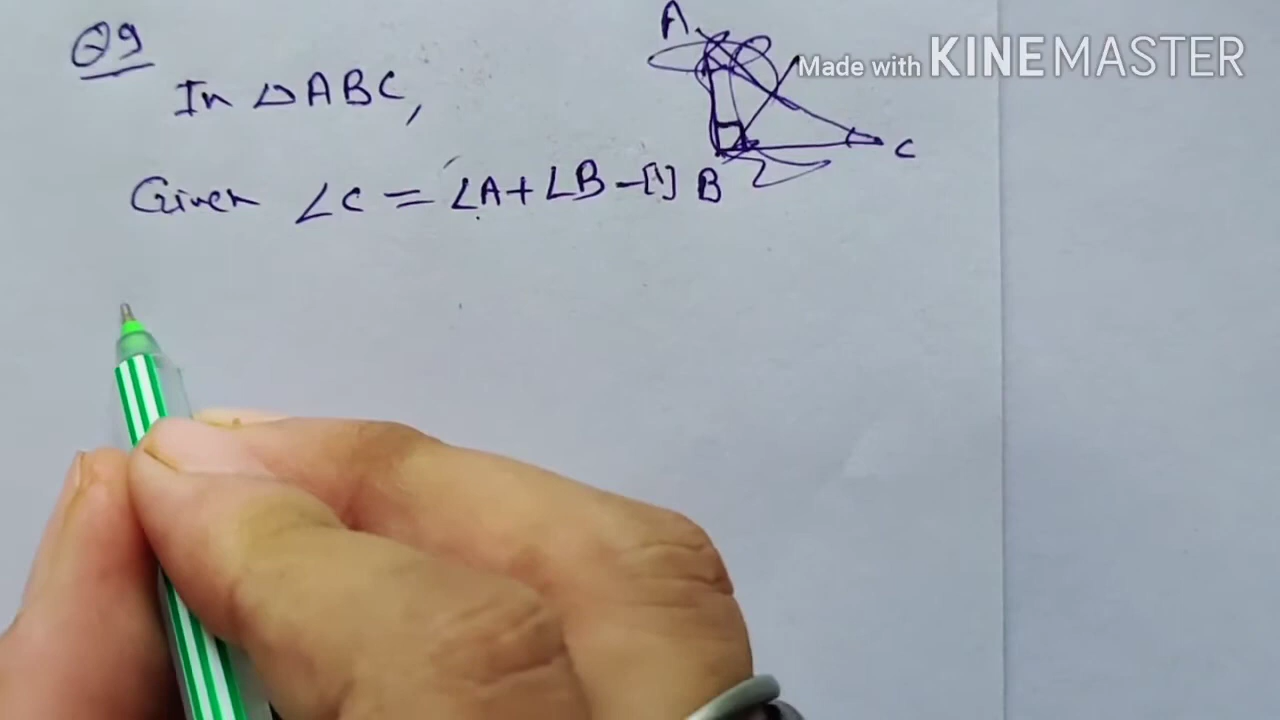 Q9
In △ABC,
Given ∠C = ∠A+∠B -[1]
A
B
C
Made with KINEMASTER